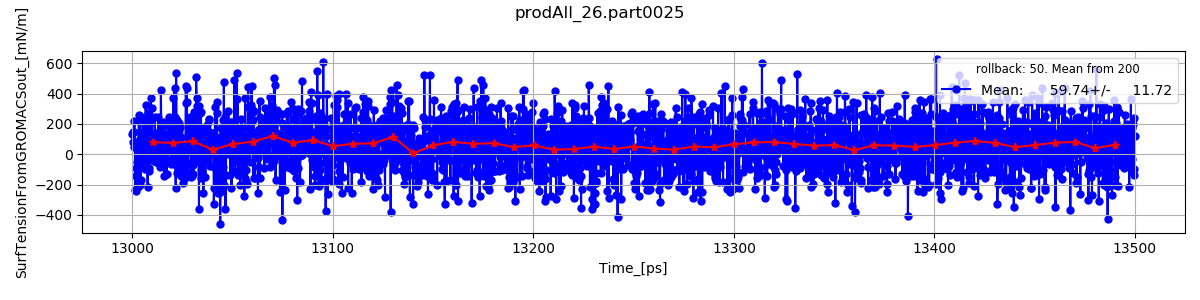 prodAll_26.part0025
SurfTensionFromGROMACSout_[mN/m]
600
400
200
0
−200
−400
rollback: 50. Mean from 200
Mean: 59.74+/- 11.72
13000 13100 13200 13300 13400 13500
Time_[ps]